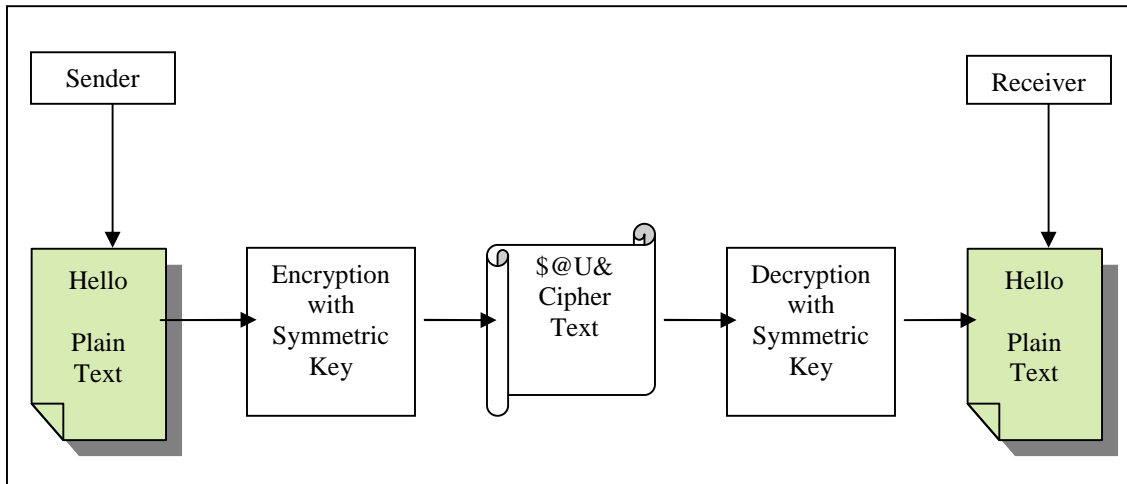 Sender
Receiver
Hello
Plain
Text
Encryption
with
Symmetric
Key
$@U&
Cipher
Text
Decryption
with
Symmetric
Key
Hello
Plain
Text